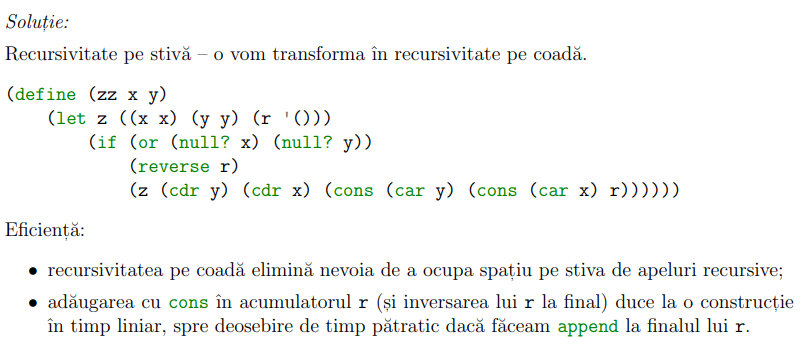 Soluție:
Recursivitate pe stivă – o vom transforma în recursivitate pe coadă.
(define (zz x y)
    (let z ((x x) (y y) (r '()))
        (if (or (null? x) (null? y))
            (reverse r)
            (z (cdr y) (cdr x) (cons (car y) (cons (car x) r))))))
Eficiență:
• recursivitatea pe coadă elimină nevoia de a ocupa spațiu pe stiva de apeluri recursive;
• adăugarea cu cons în acumulatorul r (și inversarea lui r la final) duce la o construcție
în timp liniar, spre deosebire de timp pătratic dacă făceam append la finalul lui r.